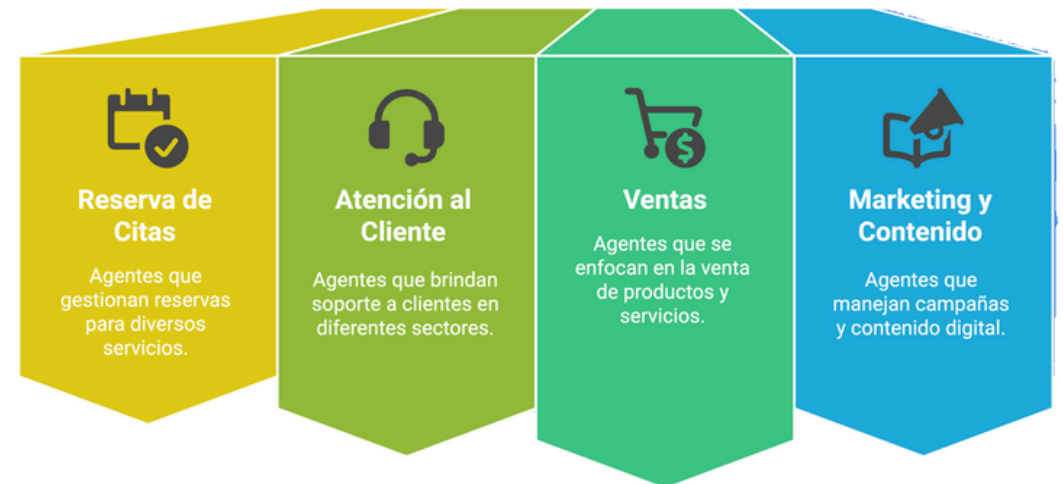 Reserva de
Citas
Agentes que
gestionan reservas
para diversos
servicios.
Atención al
Cliente
Agentes que brindan
soporte a clientes en
diferentes sectores.
Ventas
Agentes que se
enfocan en la venta
de productos y
servicios.
Marketing y
Contenido
Agentes que
manejan campañas
y contenido digital.